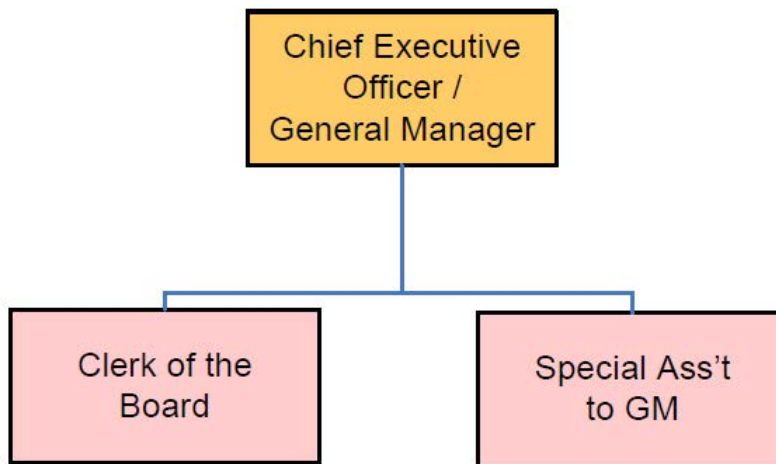 Chief Executive
Officer /
General Manager
Clerk of the
Board
Special Ass't
to GM